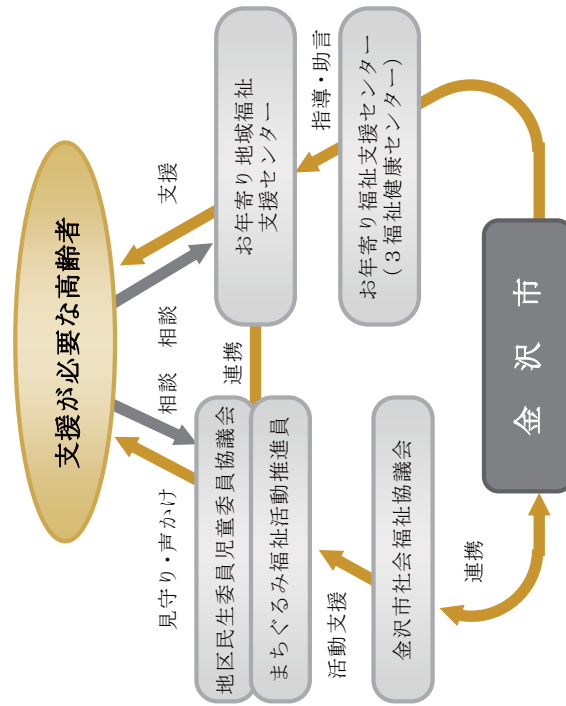 支援が必要な高齢者
見守り・声かけ
相談
相談
支援
地区民生委員児童委員協議会
まちぐるみ福祉活動推進員
連携
お年寄り地域福祉
支援センター
活動支援
指導・助言
金沢市社会福祉協議会
お年寄り福祉支援センター
（３福祉健康センター）
連携
金沢市